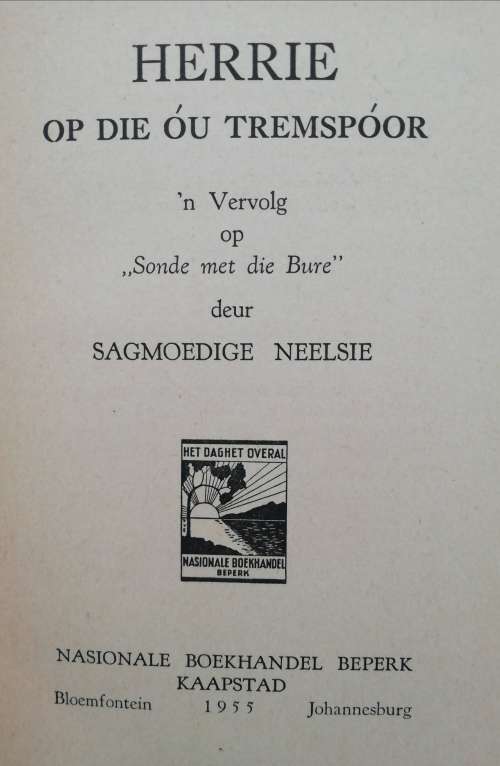 HERRIE
OP DIE ÓU TREMSPÓOR
'n Vervolg
op
„Sonde met die Bure”
deur
SAGMOEDIGE NEELSIE
HET DAGHET OVERAL
NASIONALE BOEKHANDEL
BEPERK
NASIONALE BOEKHANDEL BEPERK
KAAPSTAD
Bloemfontein 1955 Johannesburg